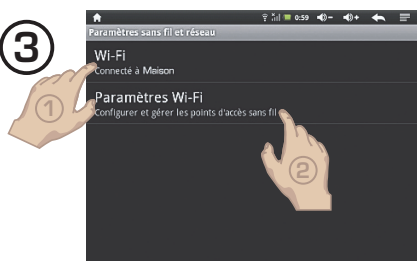 3
0:59
Paramètres sans fil et réseau
Wi-Fi
Connecté à Maison
1
Paramètres Wi-Fi
Configurer et gérer les points d'accès sans fil
2